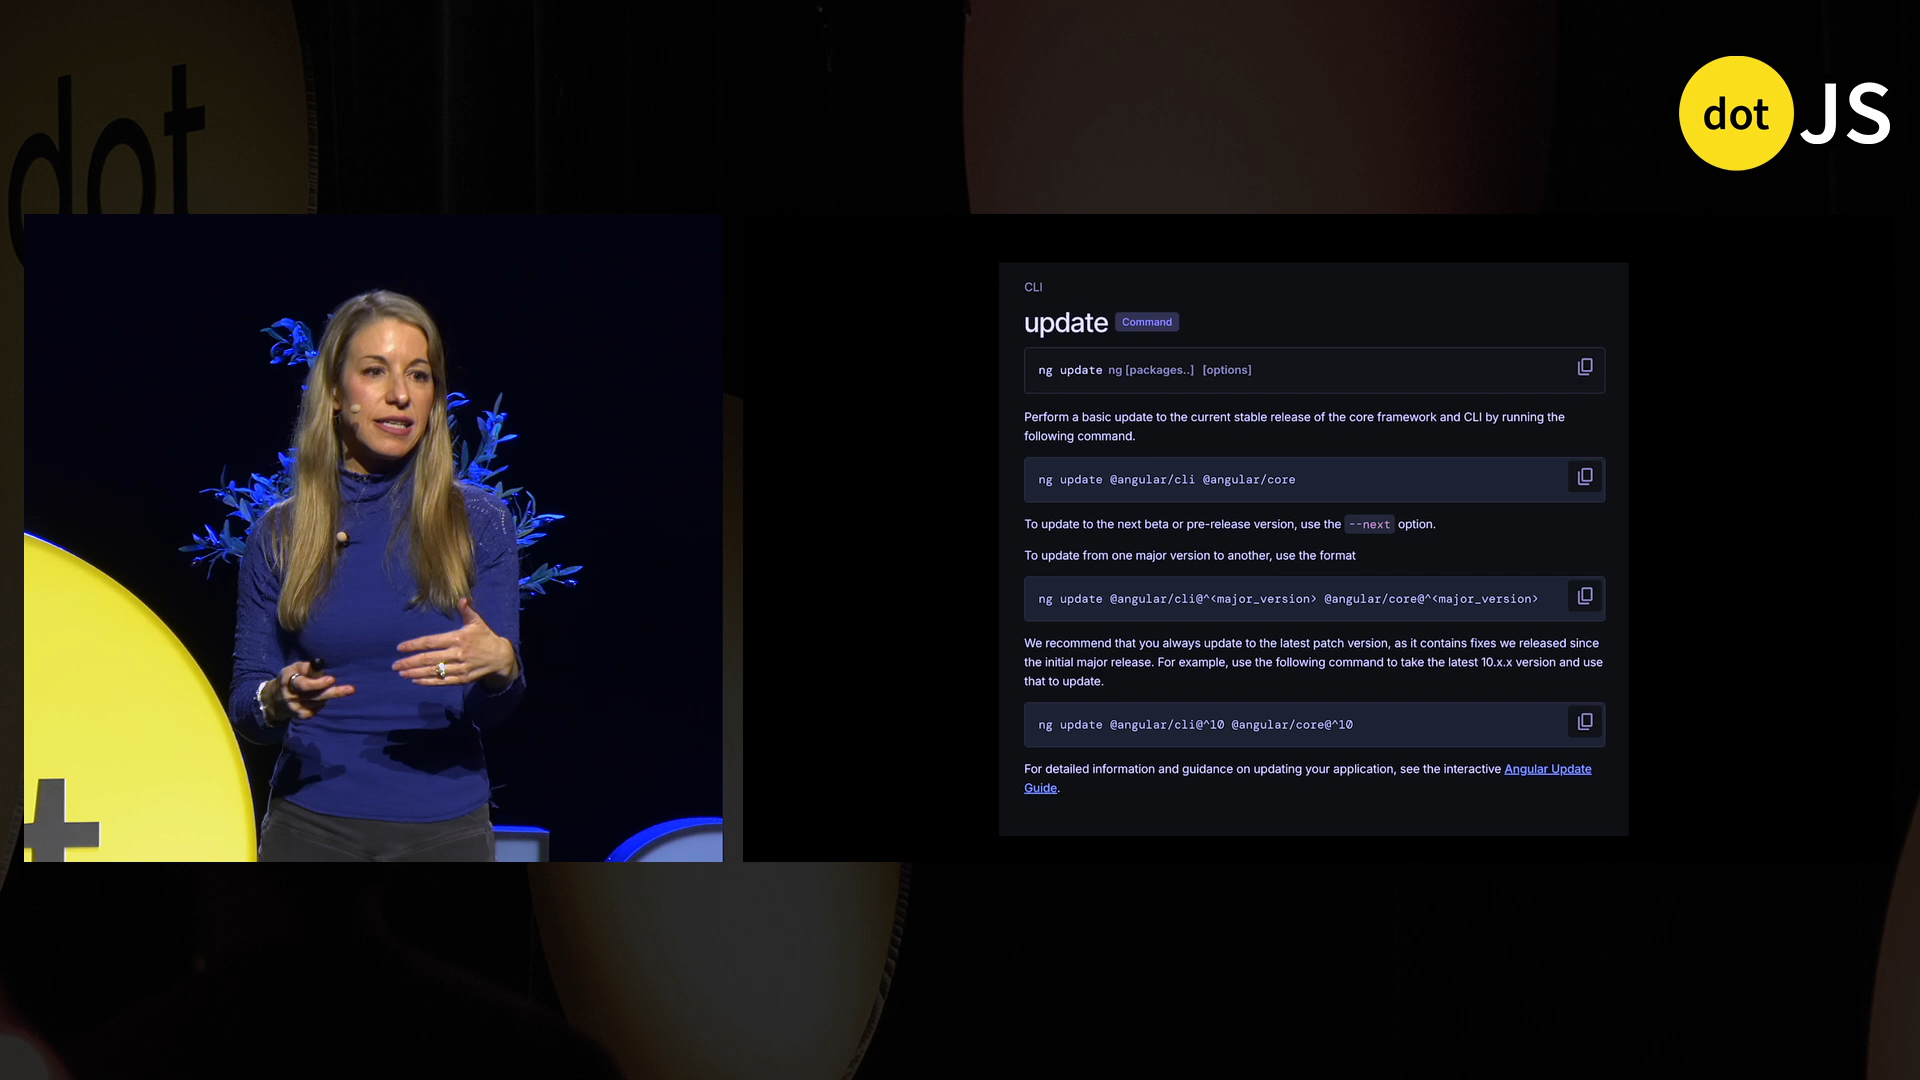 dot
dot JS
t
CLI
update Command
ng update ng [packages..] [options]
Perform a basic update to the current stable release of the core framework and CLI by running the
following command.
ng update @angular/cli @angular/core
To update to the next beta or pre-release version, use the --next option.
To update from one major version to another, use the format
ng update @angular/cli@^<major_version> @angular/core@^<major_version>
We recommend that you always update to the latest patch version, as it contains fixes we released since
the initial major release. For example, use the following command to take the latest 10.x.x version and use
that to update.
ng update @angular/cli@^10 @angular/core@^10
For detailed information and guidance on updating your application, see the interactive Angular Update
Guide.